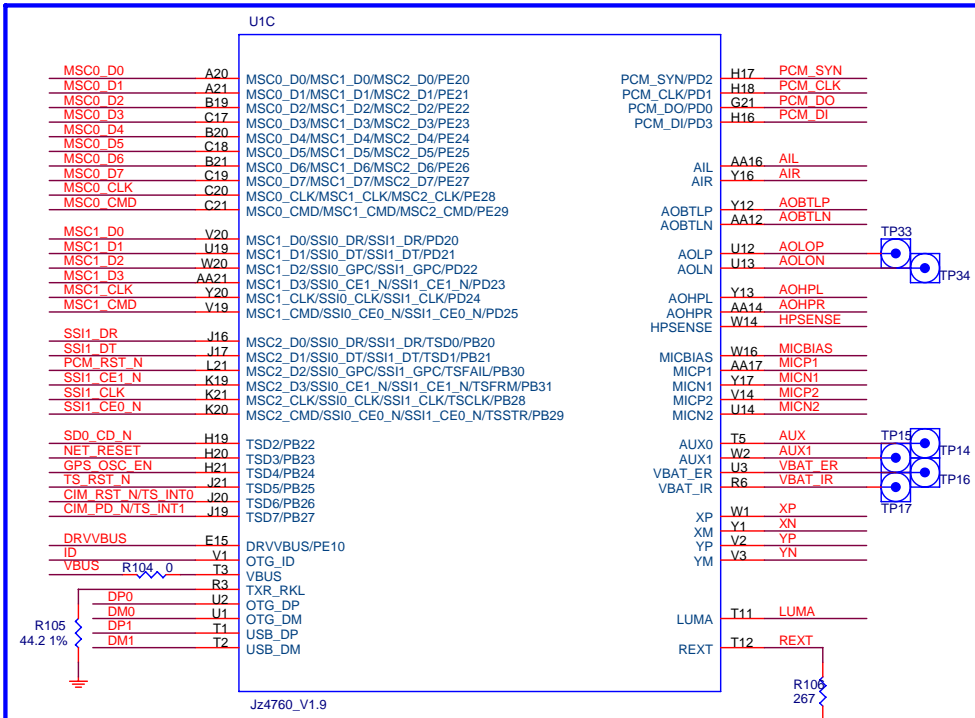 U1C
MSC0_D0 A20 MSC0_D0/MSC1_D0/MSC2_D0/PE20
MSC0_D1 A21 MSC0_D1/MSC1_D1/MSC2_D1/PE21
MSC0_D2 B19 MSC0_D2/MSC1_D2/MSC2_D2/PE22
MSC0_D3 C17 MSC0_D3/MSC1_D3/MSC2_D3/PE23
MSC0_D4 B20 MSC0_D4/MSC1_D4/MSC2_D4/PE24
MSC0_D5 C18 MSC0_D5/MSC1_D5/MSC2_D5/PE25
MSC0_D6 B21 MSC0_D6/MSC1_D6/MSC2_D6/PE26
MSC0_D7 C19 MSC0_D7/MSC1_D7/MSC2_D7/PE27
MSC0_CLK C20 MSC0_CLK/MSC1_CLK/MSC2_CLK/PE28
MSC0_CMD C21 MSC0_CMD/MSC1_CMD/MSC2_CMD/PE29
MSC1_D0 V20 MSC1_D0/SSI0_DR/SSI1_DR/PD20
MSC1_D1 U19 MSC1_D1/SSI0_DT/SSI1_DT/PD21
MSC1_D2 W20 MSC1_D2/SSI0_GPC/SSI1_GPC/PD22
MSC1_D3 AA21 MSC1_D3/SSI0_CE1_N/SSI1_CE1_N/PD23
MSC1_CLK Y20 MSC1_CLK/SSI0_CLK/SSI1_CLK/PD24
MSC1_CMD V19 MSC1_CMD/SSI0_CE0_N/SSI1_CE0_N/PD25
SSI1_DR J16 MSC2_D0/SSI0_DR/SSI1_DR/TSD0/PB20
SSI1_DT J17 MSC2_D1/SSI0_DT/SSI1_DT/TSD1/PB21
PCM_RST_N L21 MSC2_D2/SSI0_GPC/SSI1_GPC/TSFAIL/PB30
SSI1_CE1_N K19 MSC2_D3/SSI0_CE1_N/SSI1_CE1_N/TSFRM/PB31
SSI1_CLK K21 MSC2_CLK/SSI0_CLK/SSI1_CLK/TSCLK/PB28
SSI1_CE0_N K20 MSC2_CMD/SSI0_CE0_N/SSI1_CE0_N/TSSTR/PB29
SD0_CD_N H19 TSD2/PB22
NET_RESET H20 TSD3/PB23
GPS_OSC_EN H21 TSD4/PB24
TS_RST_N J21 TSD5/PB25
CIM_RST_N/TS_INT0 J20 TSD6/PB26
CIM_PD_N/TS_INT1 J19 TSD7/PB27
DRVVBUS E15 DRVVBUS/PE10
ID V1 OTG_ID
VBUS R104 0 T3 VBUS
R3 TXR_RKL
DP0 U2 OTG_DP
DM0 U1 OTG_DM
DP1 T1 USB_DP
DM1 T2 USB_DM
R105
44.2 1%
PCM_SYN/PD2 H17 PCM_SYN
PCM_CLK/PD1 H18 PCM_CLK
PCM_DO/PD0 G21 PCM_DO
PCM_DI/PD3 H16 PCM_DI
AIL AA16 AIL
AIR Y16 AIR
AOBTLP Y12 AOBTLP
AOBTLN AA12 AOBTLN
AOLP U12 AOLOP TP33
AOLN U13 AOLON TP34
AOHPL Y13 AOHPL
AOHPR AA14 AOHPR
HPSENSE W14 HPSENSE
MICBIAS W16 MICBIAS
MICP1 AA17 MICP1
MICN1 Y17 MICN1
MICP2 V14 MICP2
MICN2 U14 MICN2
AUX0 T5 AUX TP15 TP14
AUX1 W2 AUX1
VBAT_ER U3 VBAT_ER TP16
VBAT_IR R6 VBAT_IR TP17
XP W1 XP
XM Y1 XN
YP V2 YP
YM V3 YN
LUMA T11 LUMA
REXT T12 REXT
R106
267
Jz4760_V1.9